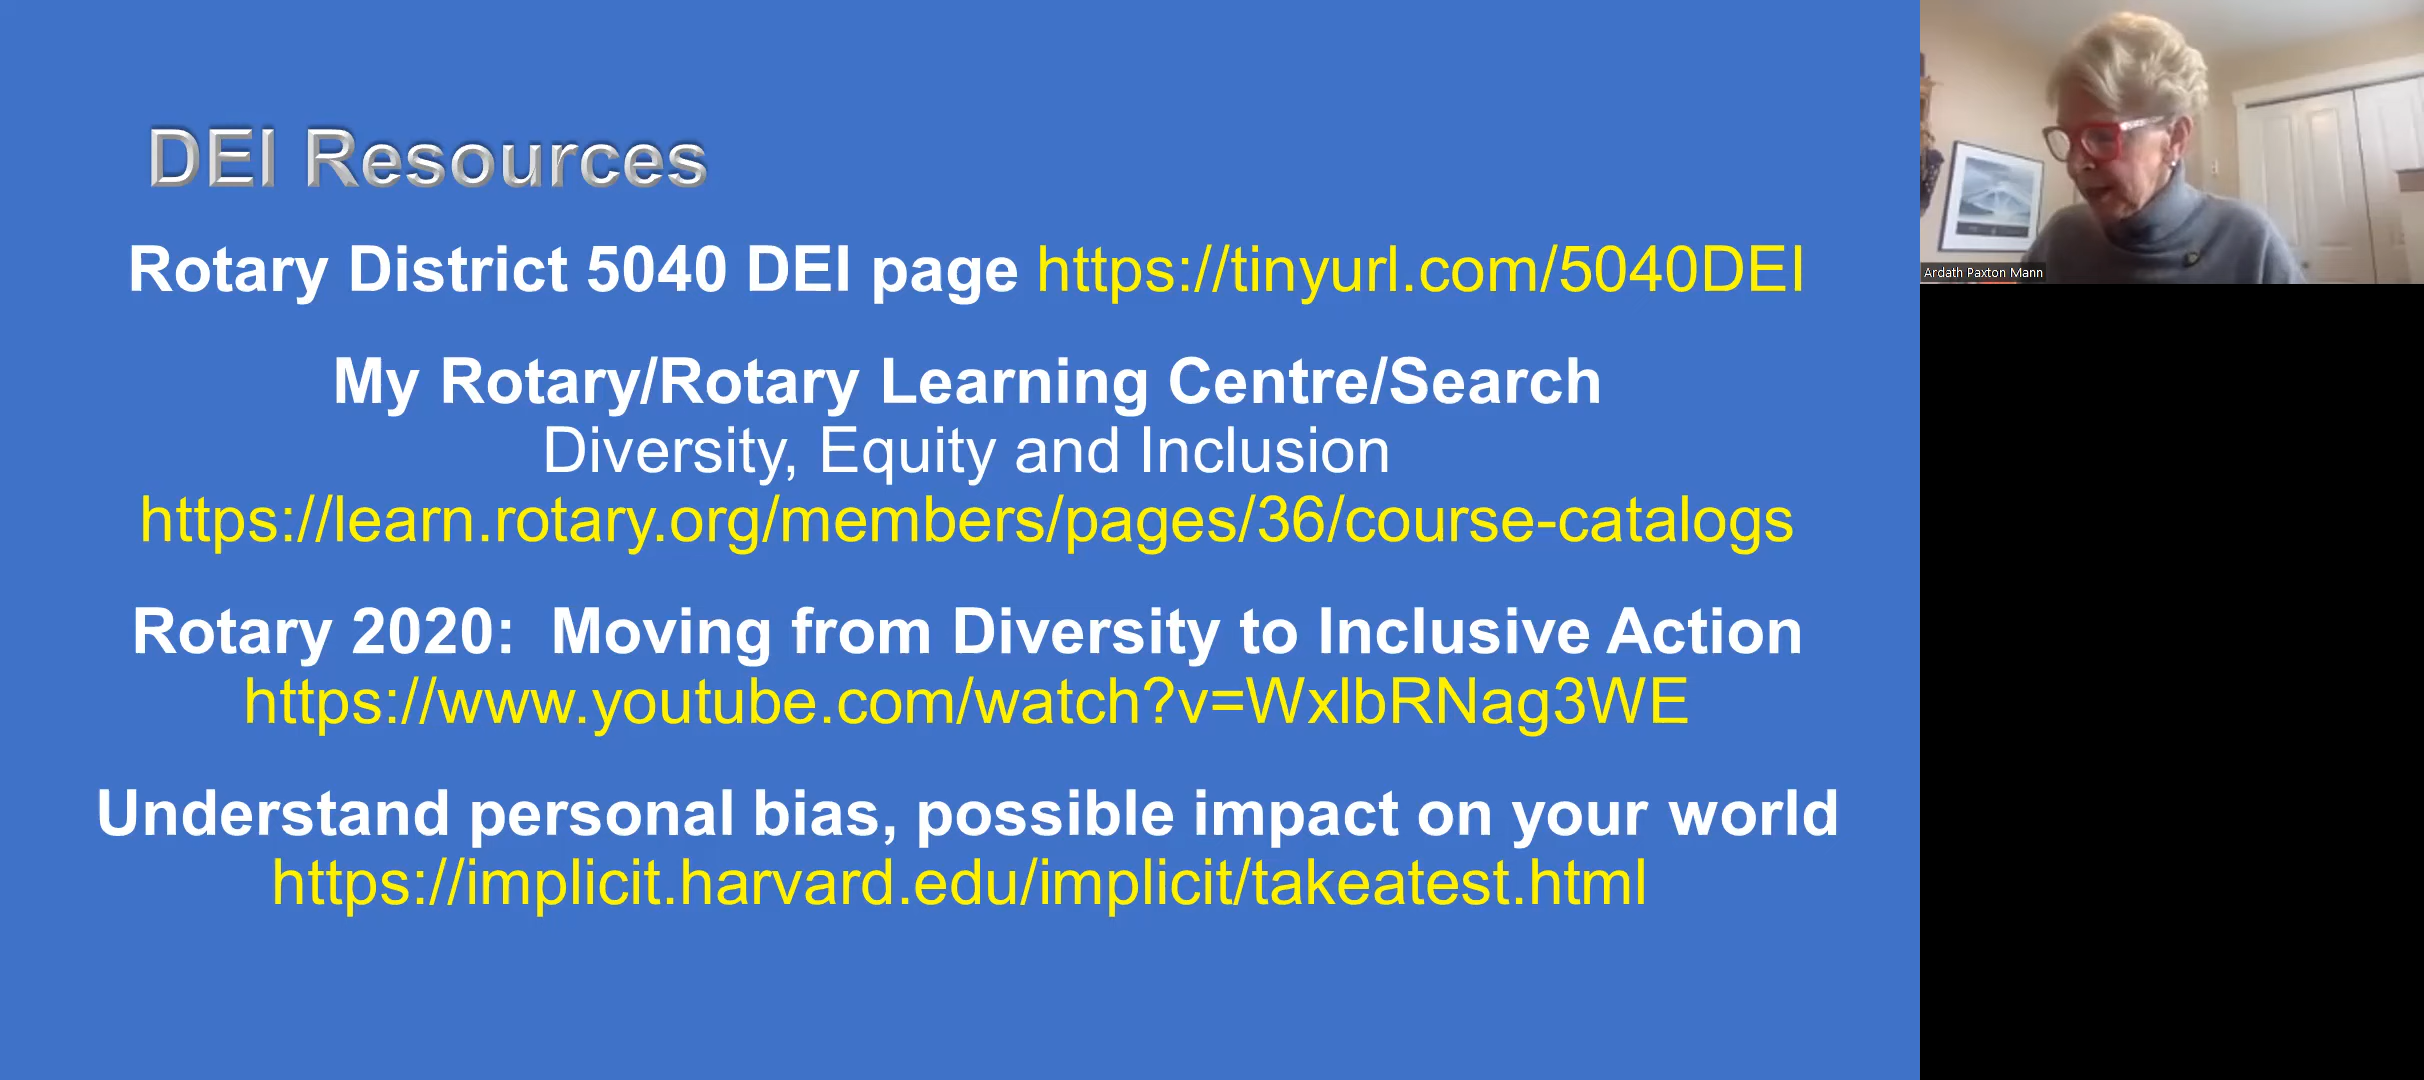 DEI Resources
Rotary District 5040 DEI page https://tinyurl.com/5040DEI
My Rotary/Rotary Learning Centre/Search
Diversity, Equity and Inclusion
https://learn.rotary.org/members/pages/36/course-catalogs
Rotary 2020:  Moving from Diversity to Inclusive Action
https://www.youtube.com/watch?v=WxlbRNag3WE
Understand personal bias, possible impact on your world
https://implicit.harvard.edu/implicit/takeatest.html
Ardath Paxton Mann